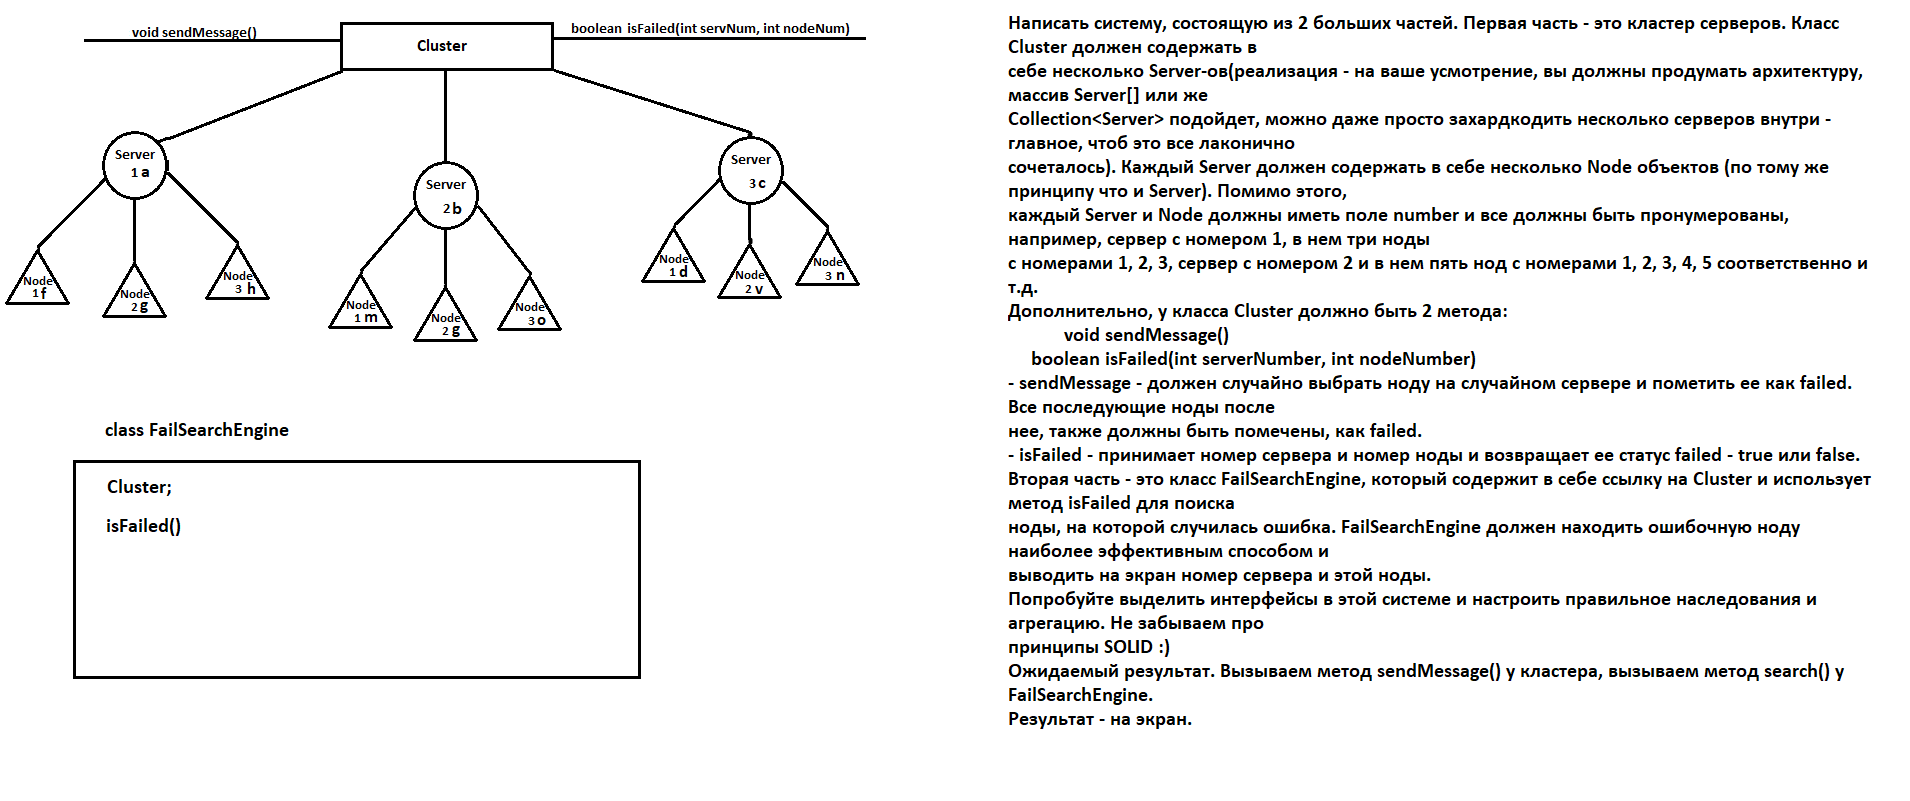 void sendMessage()
Cluster
boolean isFailed(int servNum, int nodeNum)
Server
1 a
Server
2 b
Server
3 c
Node
1 f
Node
2 g
Node
3 h
Node
1 m
Node
2 g
Node
3 o
Node
1 d
Node
2 v
Node
3 n
class FailSearchEngine
Cluster;
isFailed()
Написать систему, состоящую из 2 больших частей. Первая часть - это кластер серверов. Класс
Cluster должен содержать в
себе несколько Server-ов(реализация - на ваше усмотрение, вы должны продумать архитектуру,
массив Server[] или же
Collection<Server> подойдет, можно даже просто захардкодить несколько серверов внутри -
главное, чтоб это все лаконично
сочеталось). Каждый Server должен содержать в себе несколько Node объектов (по тому же
принципу что и Server). Помимо этого,
каждый Server и Node должны иметь поле number и все должны быть пронумерованы,
например, сервер с номером 1, в нем три ноды
с номерами 1, 2, 3, сервер с номером 2 и в нем пять нод с номерами 1, 2, 3, 4, 5 соответственно и
т.д.
Дополнительно, у класса Cluster должно быть 2 метода:
void sendMessage()
boolean isFailed(int serverNumber, int nodeNumber)
- sendMessage - должен случайно выбрать ноду на случайном сервере и пометить ее как failed.
Все последующие ноды после
нее, также должны быть помечены, как failed.
- isFailed - принимает номер сервера и номер ноды и возвращает ее статус failed - true или false.
Вторая часть - это класс FailSearchEngine, который содержит в себе ссылку на Cluster и использует
метод isFailed для поиска
ноды, на которой случилась ошибка. FailSearchEngine должен находить ошибочную ноду
наиболее эффективным способом и
выводить на экран номер сервера и этой ноды.
Попробуйте выделить интерфейсы в этой системе и настроить правильное наследования и
агрегацию. Не забываем про
принципы SOLID :)
Ожидаемый результат. Вызываем метод sendMessage() у кластера, вызываем метод search() у
FailSearchEngine.
Результат - на экран.